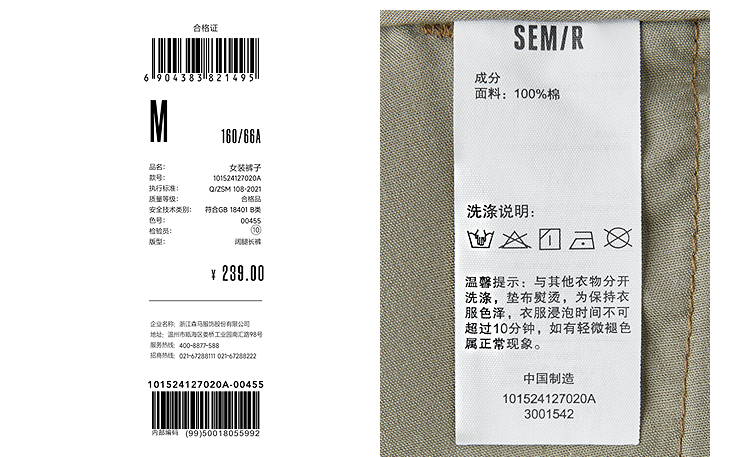 合格证
6 904383 821495
M
160/66A
品名： 女装裤子
款号： 101524127020A
执行标准： Q/ZSM 108-2021
质量等级： 合格品
安全技术类别： 符合GB 18401 B类
色号： 00455
检验员： ⑩
版型： 阔腿长裤
¥ 239.00
企业名称：浙江森马服饰股份有限公司
地址：温州市瓯海区娄桥工业园南汇路98号
服务热线：400-8877-588
招商热线：021-67288111 021-67288222
101524127020A-00455
内部编码 (99)50018055992
SEM/R
成分
面料：100%棉
洗涤说明：
温馨提示：与其他衣物分开
洗涤，垫布熨烫，为保持衣
服色泽，衣服浸泡时间不可
超过10分钟，如有轻微褪色
属正常现象。
中国制造
101524127020A
3001542